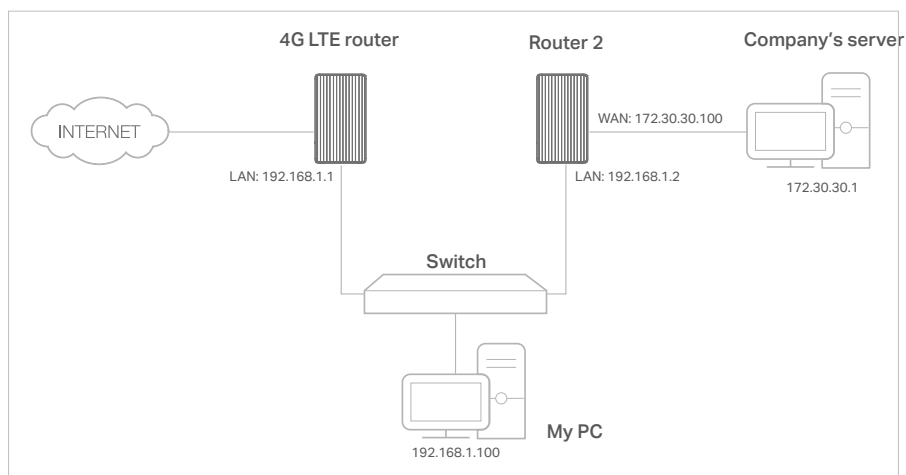 4G LTE router
Router 2
Company's server
INTERNET
WAN: 172.30.30.100
LAN: 192.168.1.1
LAN: 192.168.1.2
172.30.30.1
Switch
My PC
192.168.1.100